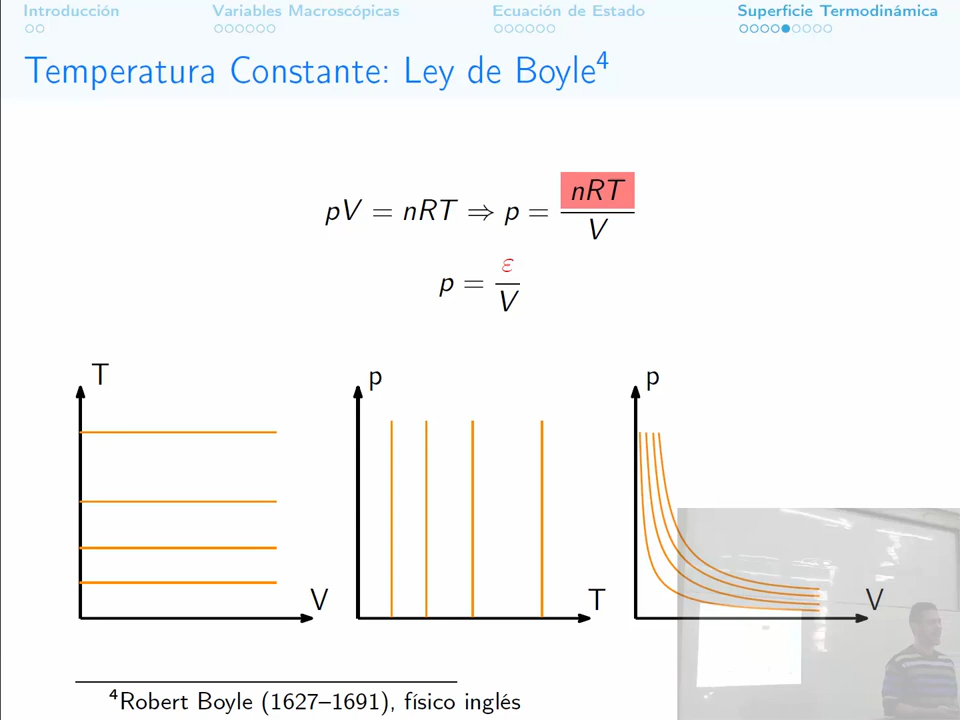 Introducción Variables Macroscópicas Ecuación de Estado Superficie Termodinámica
Temperatura Constante: Ley de Boyle⁴
pV = nRT ⇒ p = nRT / V
p = ε / V
T p p
V T V
⁴Robert Boyle (1627–1691), físico inglés